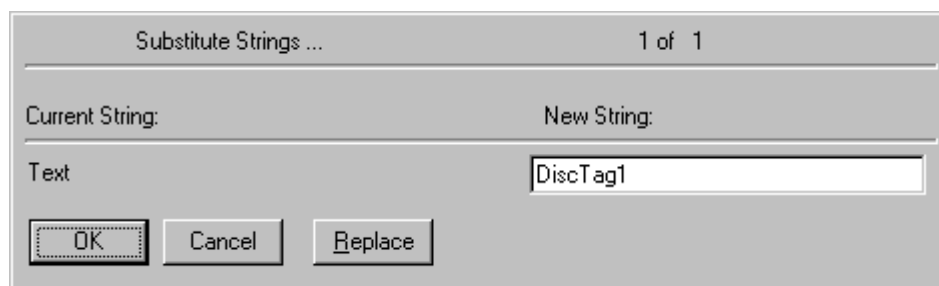 Substitute Strings ... 1 of 1
Current String: New String:
Text DiscTag1
OK Cancel Replace